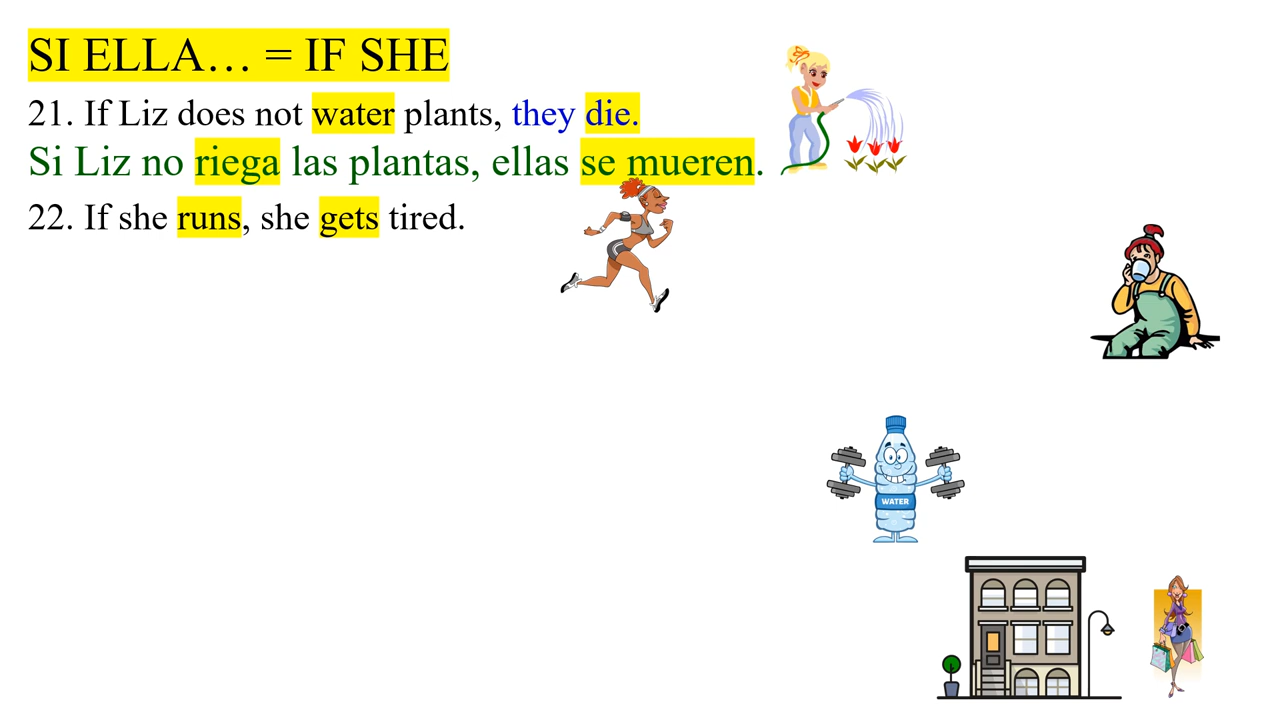 SI ELLA… = IF SHE
21. If Liz does not water plants, they die.
Si Liz no riega las plantas, ellas se mueren.
22. If she runs, she gets tired.
WATER